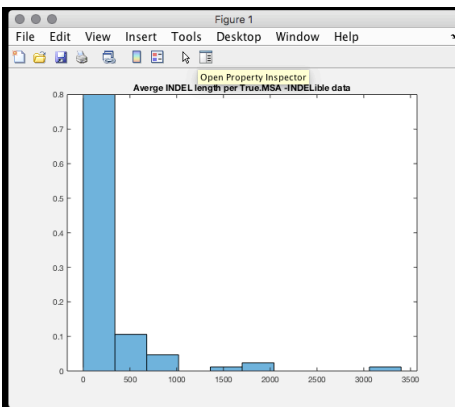 Figure 1
File Edit View Insert Tools Desktop Window Help
Open Property Inspector
Averge INDEL length per True.MSA -INDELible data
0.8
0.7
0.6
0.5
0.4
0.3
0.2
0.1
0
0 500 1000 1500 2000 2500 3000 3500